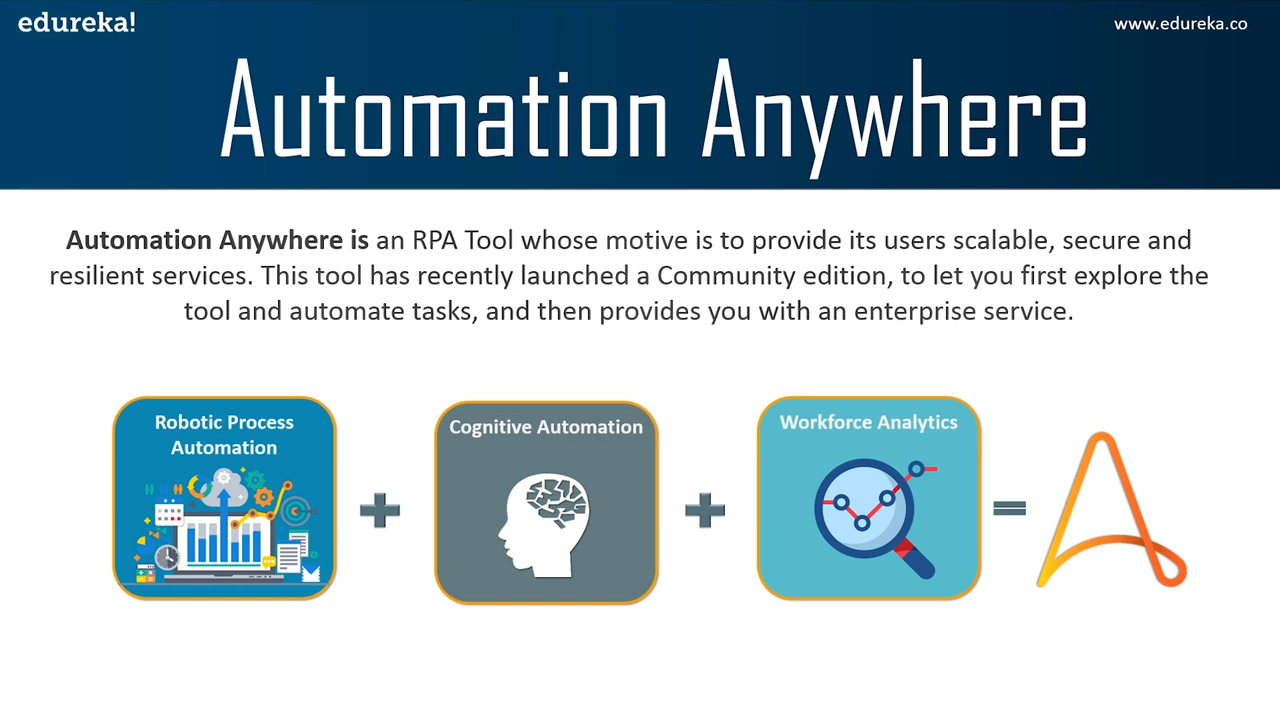 edureka!
www.edureka.co
Automation Anywhere
Automation Anywhere is an RPA Tool whose motive is to provide its users scalable, secure and
resilient services. This tool has recently launched a Community edition, to let you first explore the
tool and automate tasks, and then provides you with an enterprise service.
Robotic Process
Automation
Cognitive Automation
Workforce Analytics